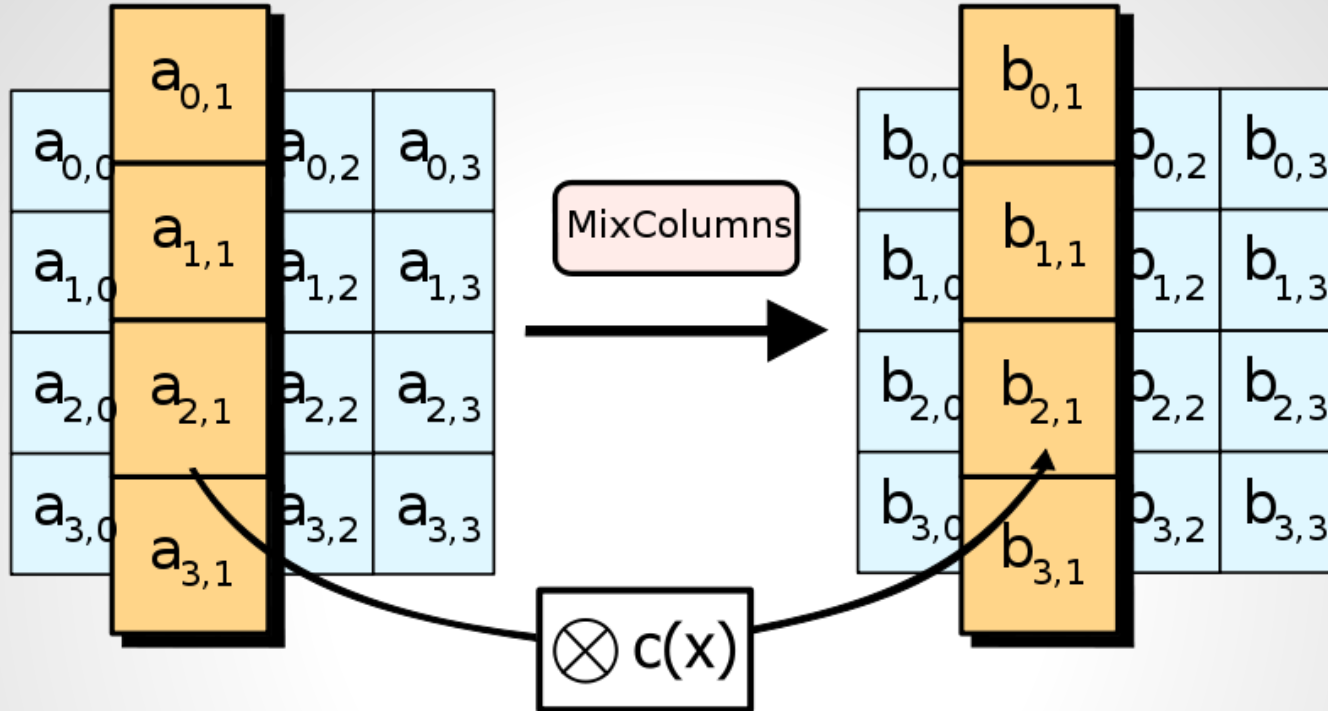 a0,1 b0,1
a0,0 a0,2 a0,3 b0,0 b0,2 b0,3
a1,1 MixColumns b1,1
a1,0 a1,2 a1,3 b1,0 b1,2 b1,3
a2,1 b2,1
a2,0 a2,2 a2,3 b2,0 b2,2 b2,3
a3,0 a3,2 a3,3 b3,0 b3,2 b3,3
a3,1 b3,1
⊗ c(x)